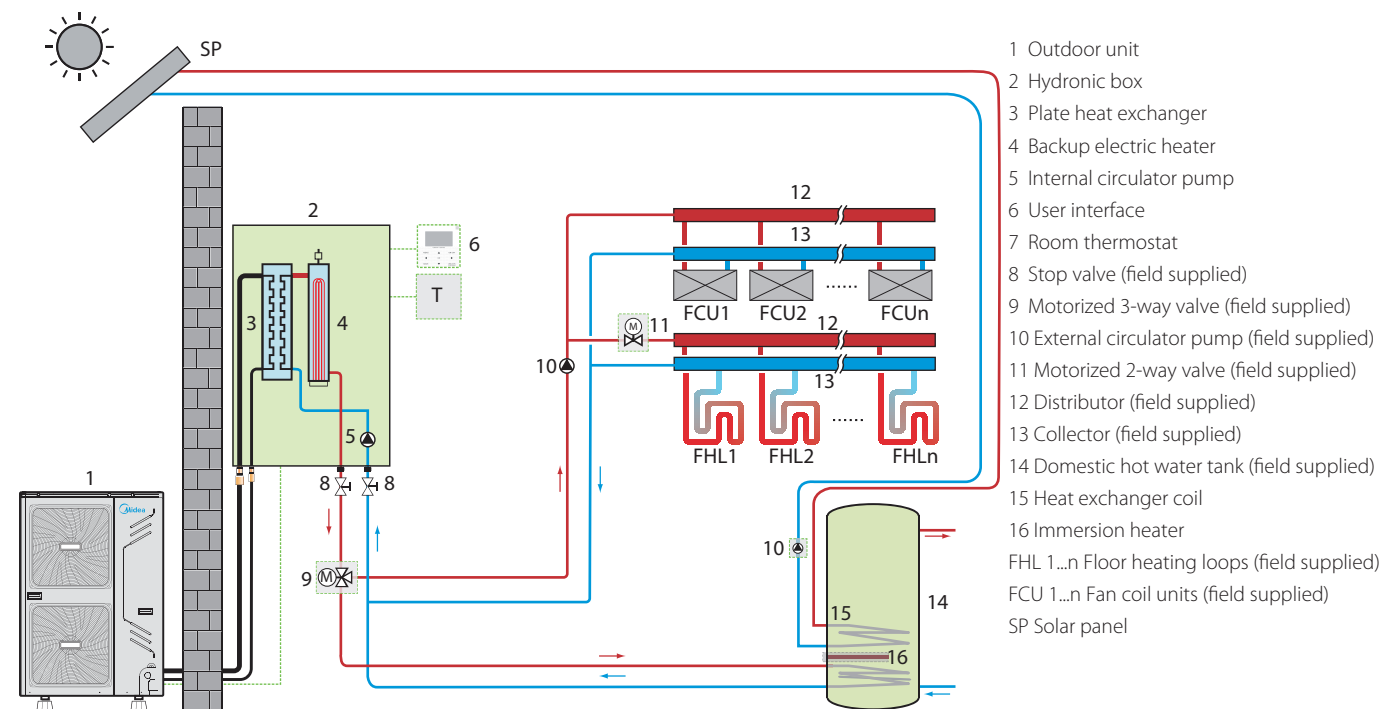 SP
2
6
T
3
4
5
8
8
1
Midea
M
9
10
12
13
FCU1
FCU2
......
FCUn
M
11
12
13
FHL1
FHL2
......
FHLn
10
15
14
16
1 Outdoor unit
2 Hydronic box
3 Plate heat exchanger
4 Backup electric heater
5 Internal circulator pump
6 User interface
7 Room thermostat
8 Stop valve (field supplied)
9 Motorized 3-way valve (field supplied)
10 External circulator pump (field supplied)
11 Motorized 2-way valve (field supplied)
12 Distributor (field supplied)
13 Collector (field supplied)
14 Domestic hot water tank (field supplied)
15 Heat exchanger coil
16 Immersion heater
FHL 1...n Floor heating loops (field supplied)
FCU 1...n Fan coil units (field supplied)
SP Solar panel